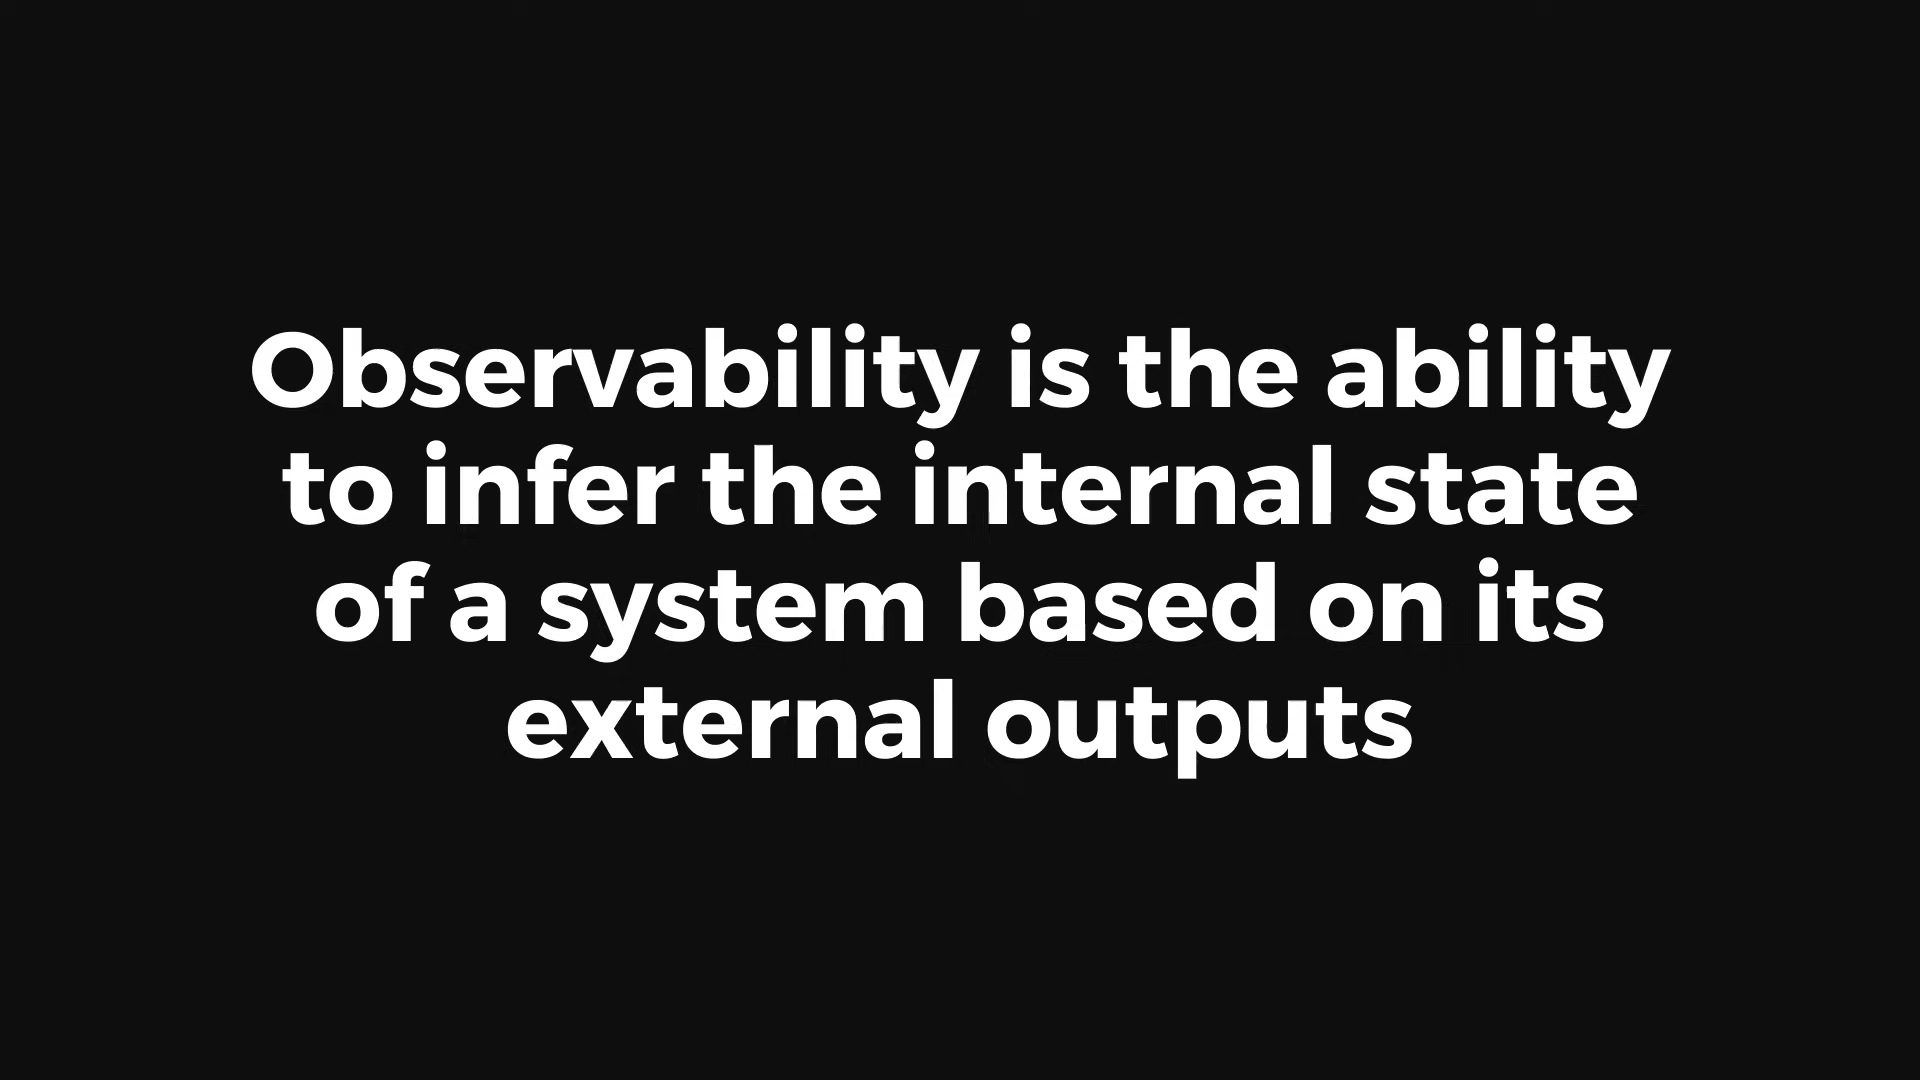 Observability is the ability
to infer the internal state
of a system based on its
external outputs